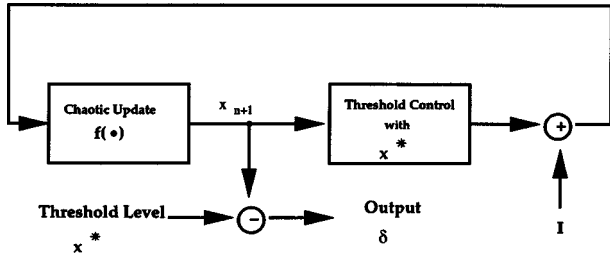 Chaotic Update
f( • )
x n+1
Threshold Control
with
x *
+
Threshold Level
x *
−
Output
δ
I